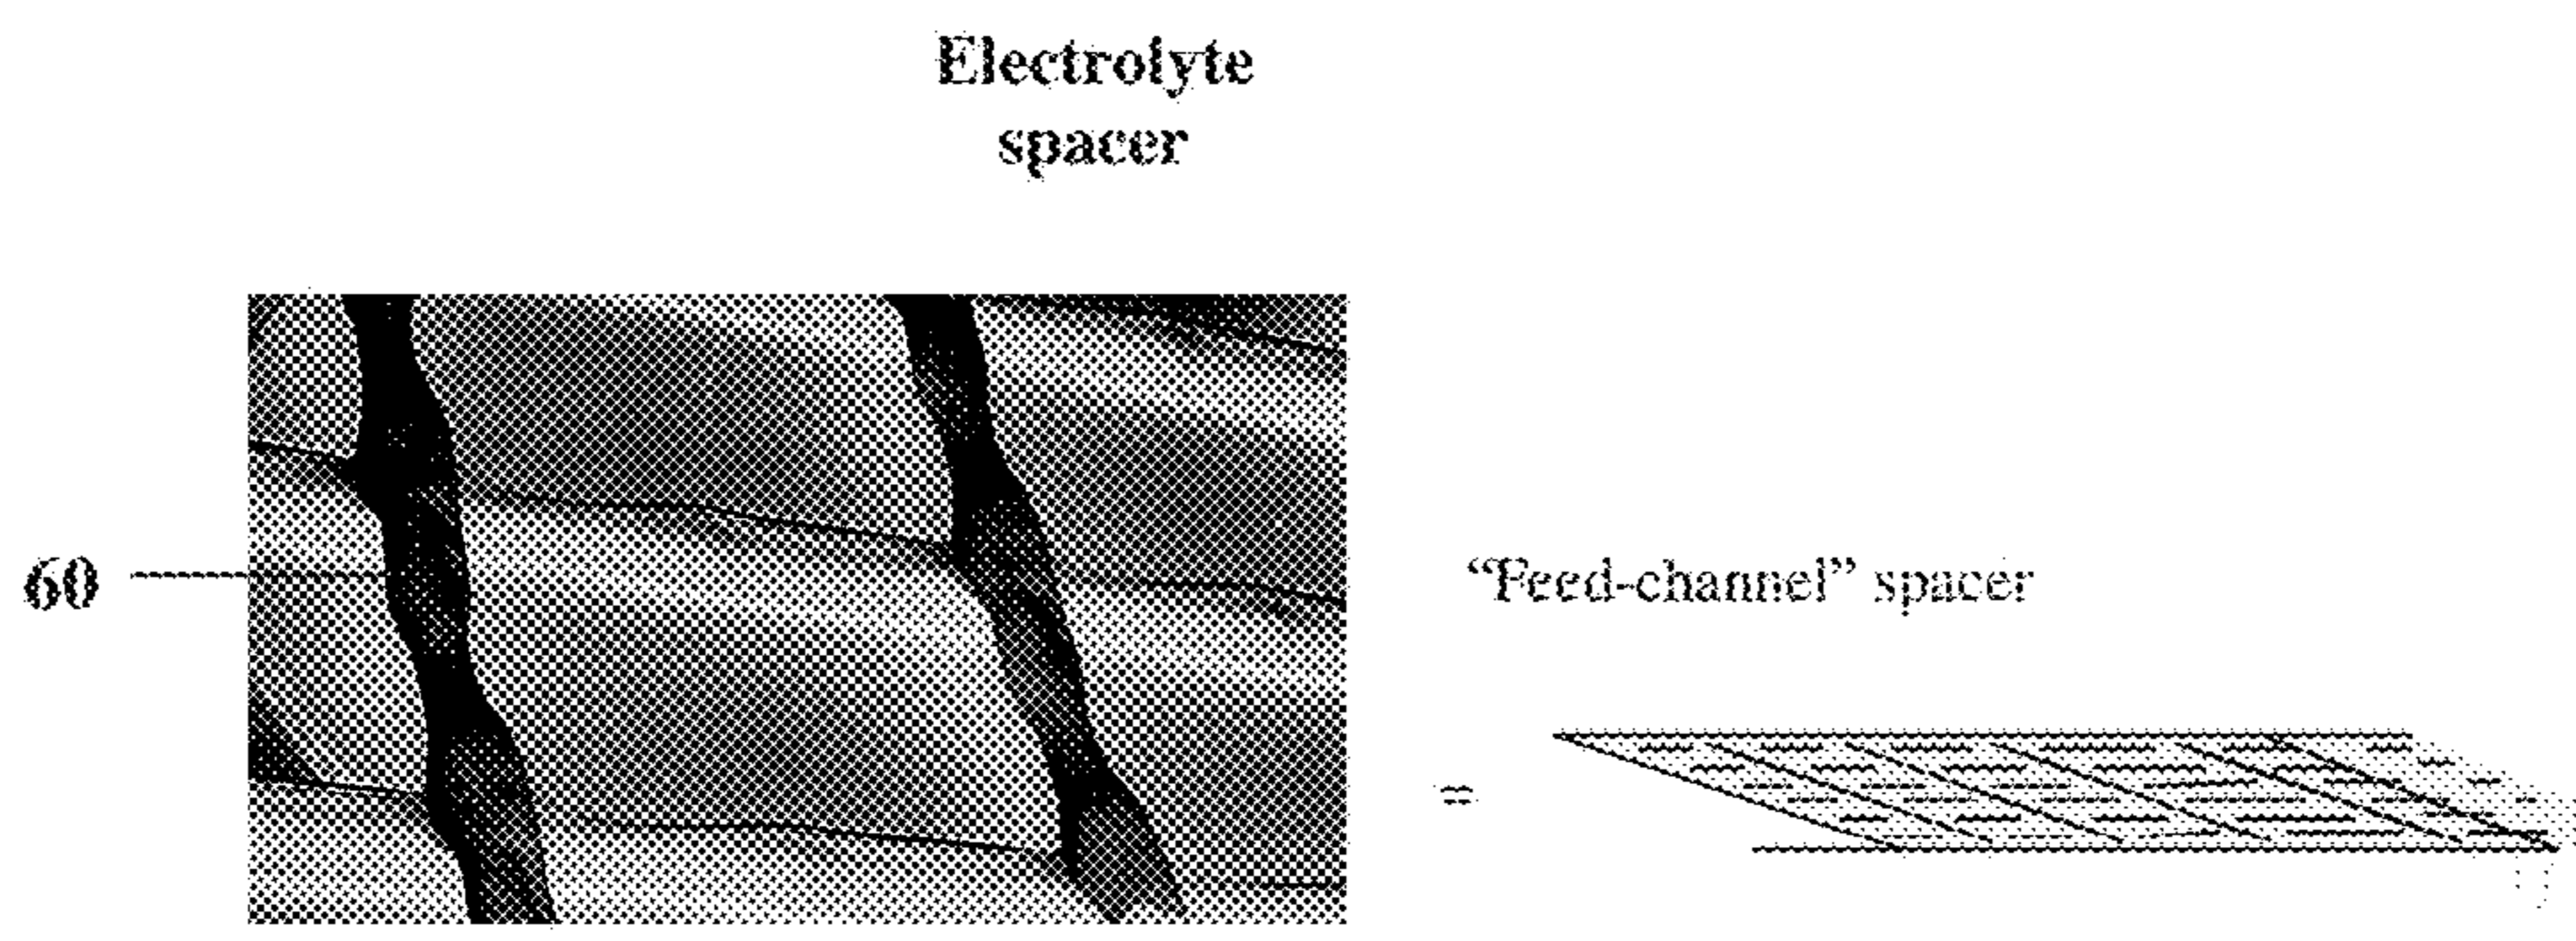 Electrolyte
spacer
60
"Feed-channel" spacer
=